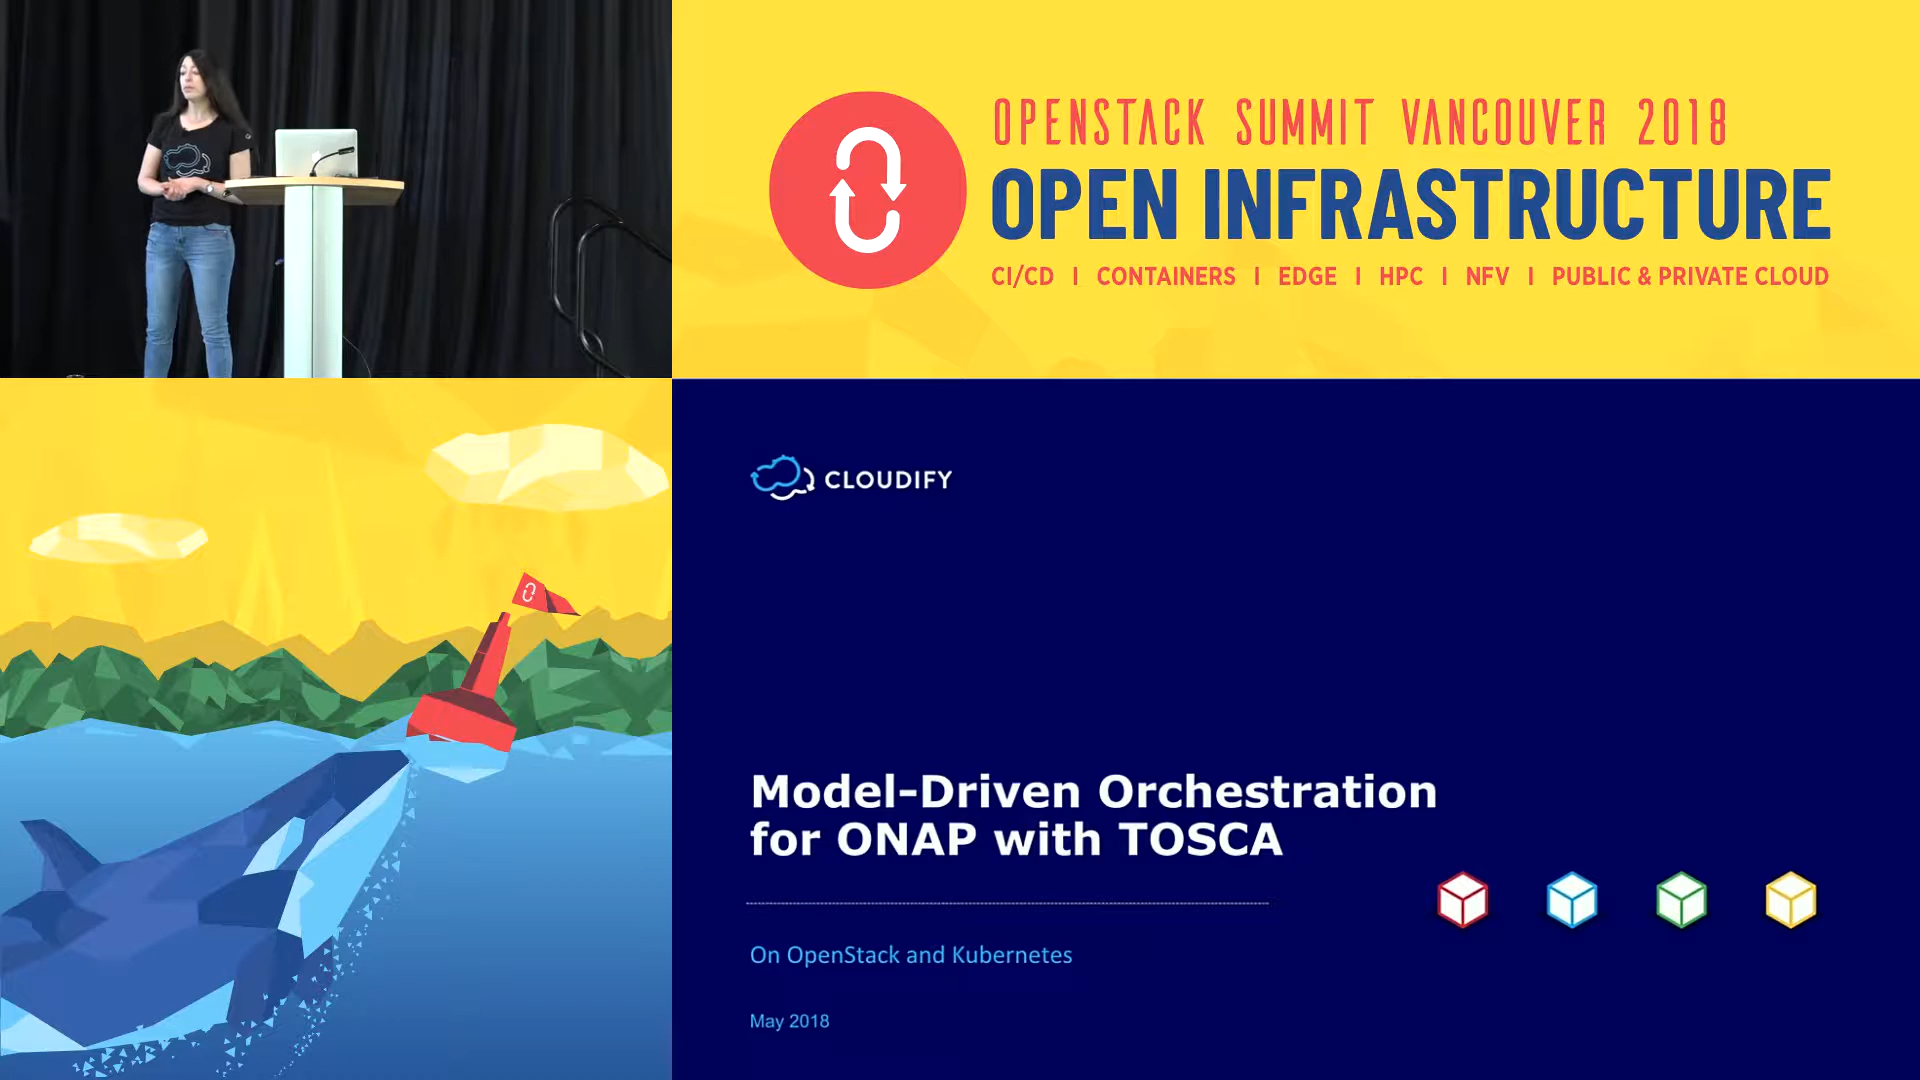 OPENSTACK SUMMIT VANCOUVER 2018
OPEN INFRASTRUCTURE
CI/CD | CONTAINERS | EDGE | HPC | NFV | PUBLIC & PRIVATE CLOUD
CLOUDIFY
Model-Driven Orchestration
for ONAP with TOSCA
On OpenStack and Kubernetes
May 2018